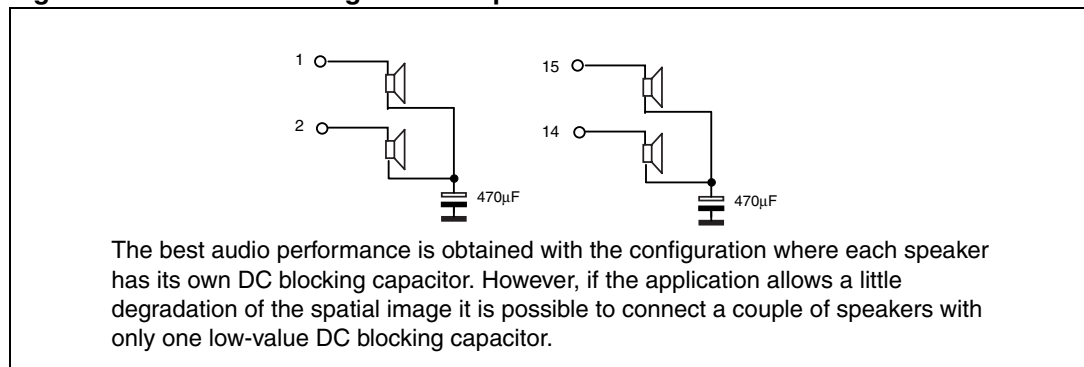 1
15
2
14
470μF
470μF
The best audio performance is obtained with the configuration where each speaker
has its own DC blocking capacitor. However, if the application allows a little
degradation of the spatial image it is possible to connect a couple of speakers with
only one low-value DC blocking capacitor.